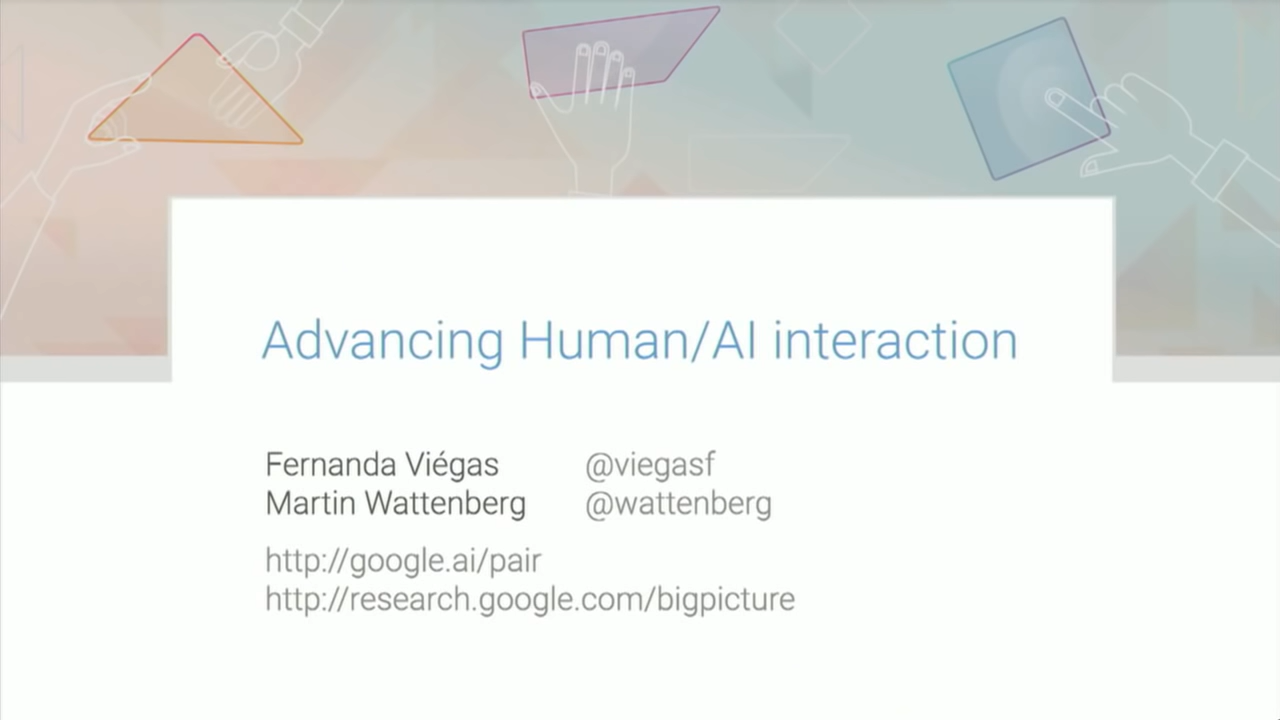 Advancing Human/AI interaction
Fernanda Viégas @viegasf
Martin Wattenberg @wattenberg
http://google.ai/pair
http://research.google.com/bigpicture